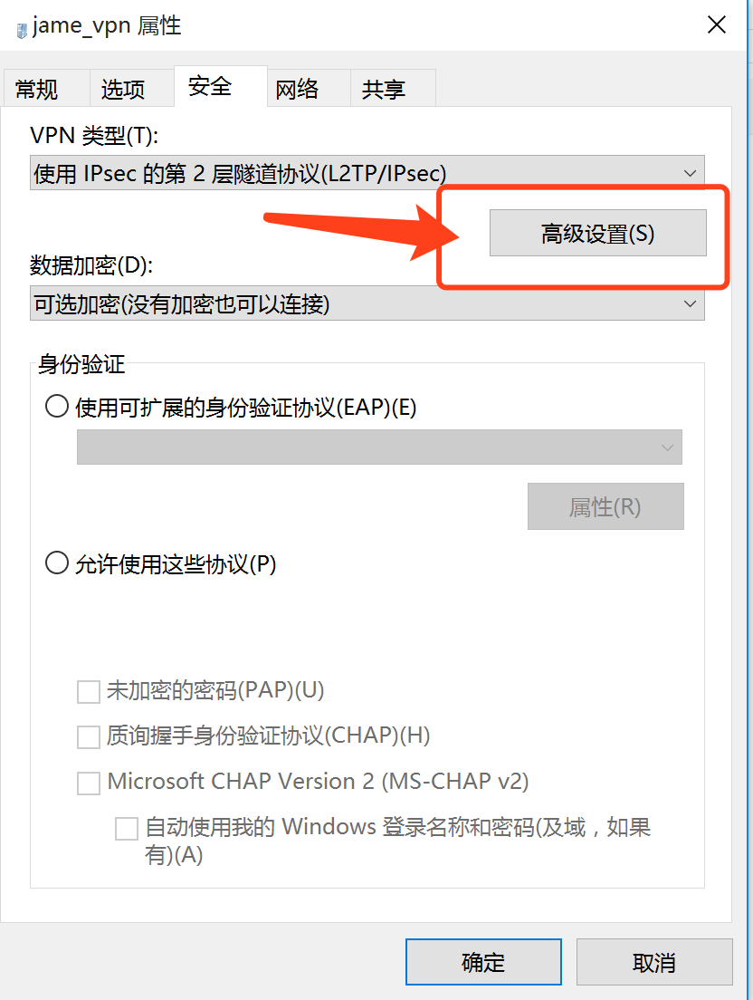 jame_vpn 属性
常规 选项 安全 网络 共享
VPN 类型(T):
使用 IPsec 的第 2 层隧道协议(L2TP/IPsec)
高级设置(S)
数据加密(D):
可选加密(没有加密也可以连接)
身份验证
使用可扩展的身份验证协议(EAP)(E)
属性(R)
允许使用这些协议(P)
未加密的密码(PAP)(U)
质询握手身份验证协议(CHAP)(H)
Microsoft CHAP Version 2 (MS-CHAP v2)
自动使用我的 Windows 登录名称和密码(及域，如果
有)(A)
确定 取消